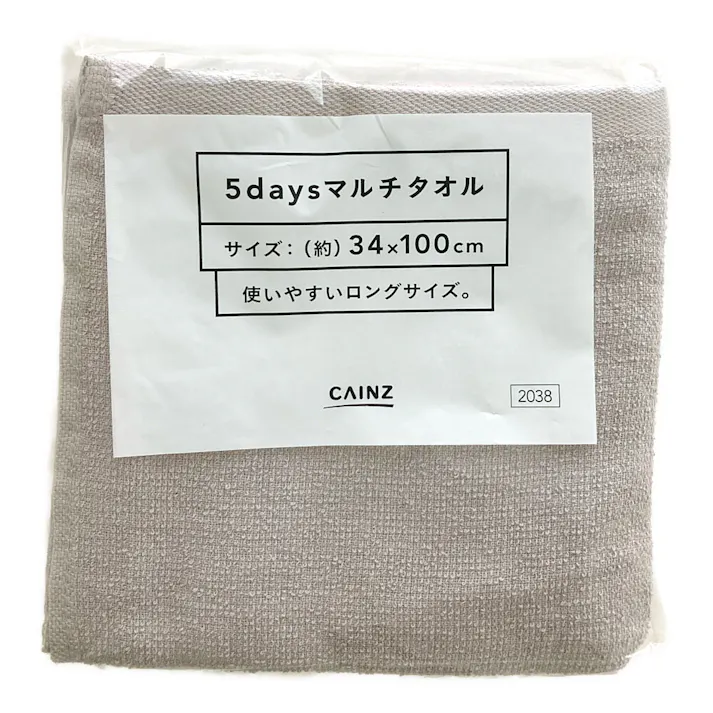 5daysマルチタオル
サイズ：（約）34×100cm
使いやすいロングサイズ。
CAINZ
2038